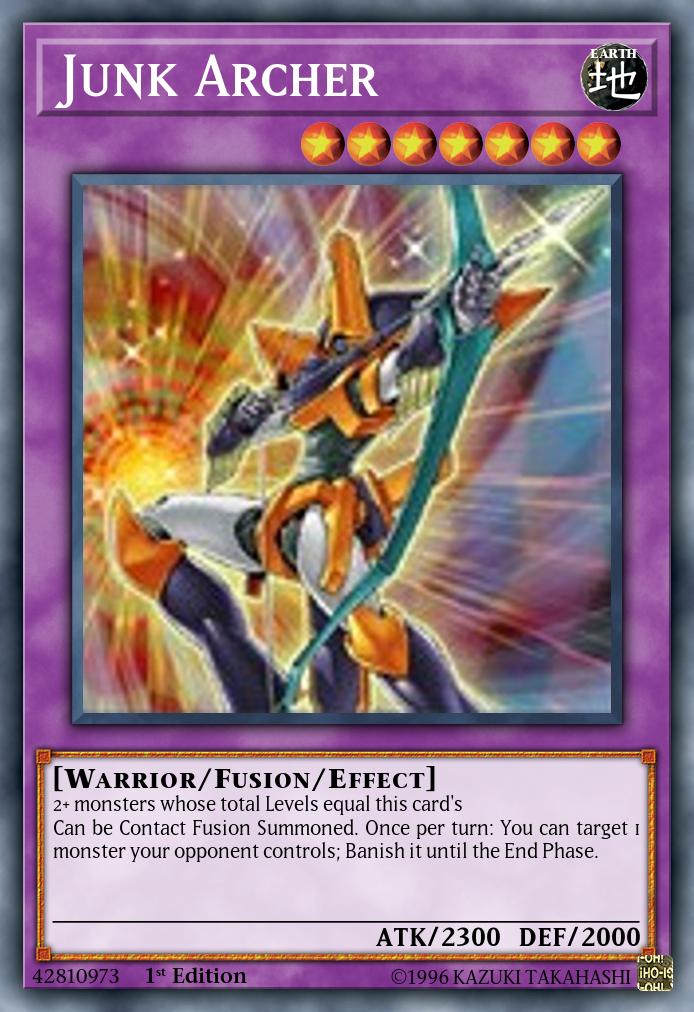 Junk Archer
EARTH
地
[Warrior/Fusion/Effect]
2+ monsters whose total Levels equal this card's
Can be Contact Fusion Summoned. Once per turn: You can target 1
monster your opponent controls; Banish it until the End Phase.
ATK/2300 DEF/2000
42810973 1st Edition ©1996 KAZUKI TAKAHASHI